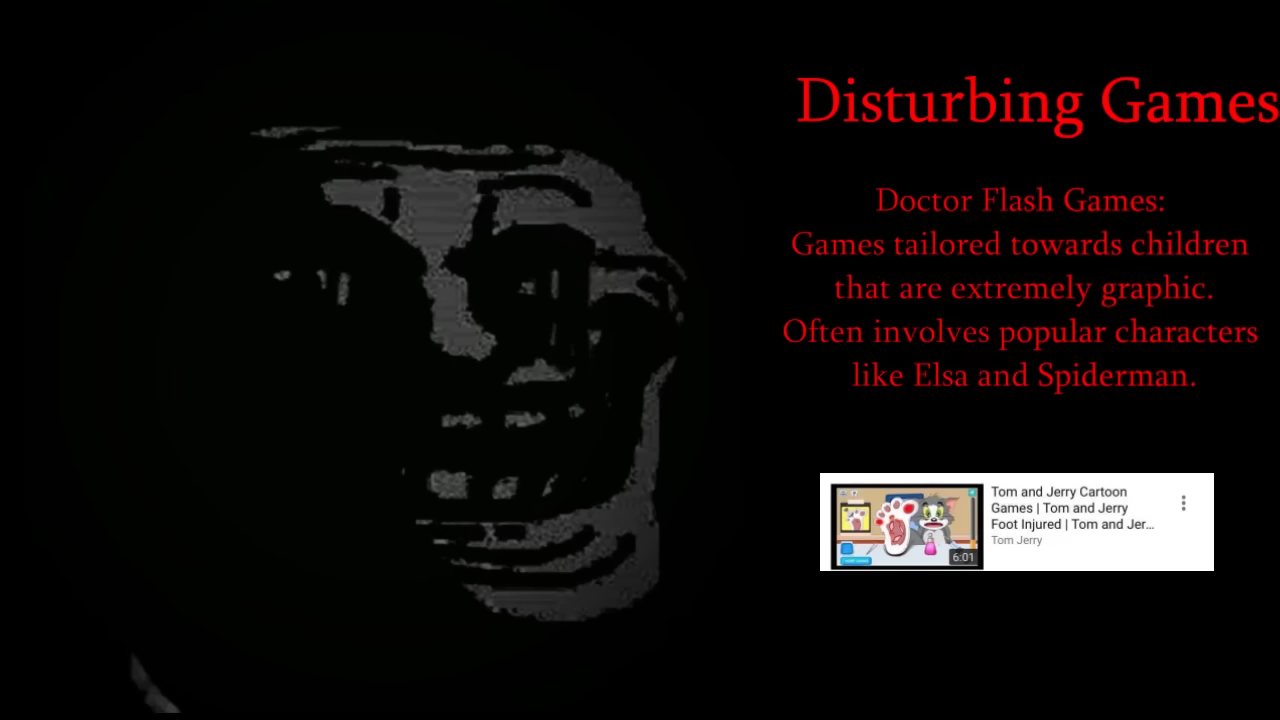 Disturbing Games
Doctor Flash Games:
Games tailored towards children
that are extremely graphic.
Often involves popular characters
like Elsa and Spiderman.
Tom and Jerry Cartoon
Games | Tom and Jerry
Foot Injured | Tom and Jer...
Tom Jerry
6:01